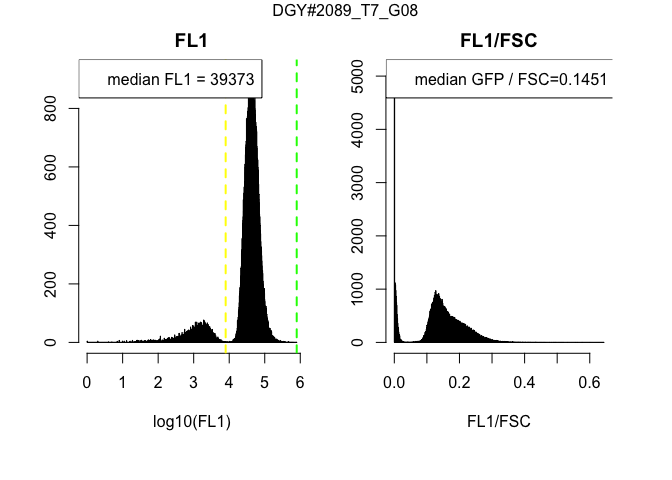 DGY#2089_T7_G08
FL1
FL1/FSC
median FL1 = 39373
median GFP / FSC=0.1451
800
600
400
200
0
5000
4000
3000
2000
1000
0
0 1 2 3 4 5 6
0.0 0.2 0.4 0.6
log10(FL1)
FL1/FSC